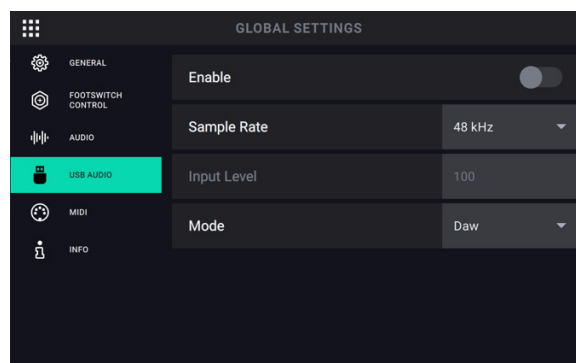 GLOBAL SETTINGS
GENERAL
FOOTSWITCH
CONTROL
AUDIO
USB AUDIO
MIDI
INFO
Enable
Sample Rate
48 kHz
Input Level
100
Mode
Daw